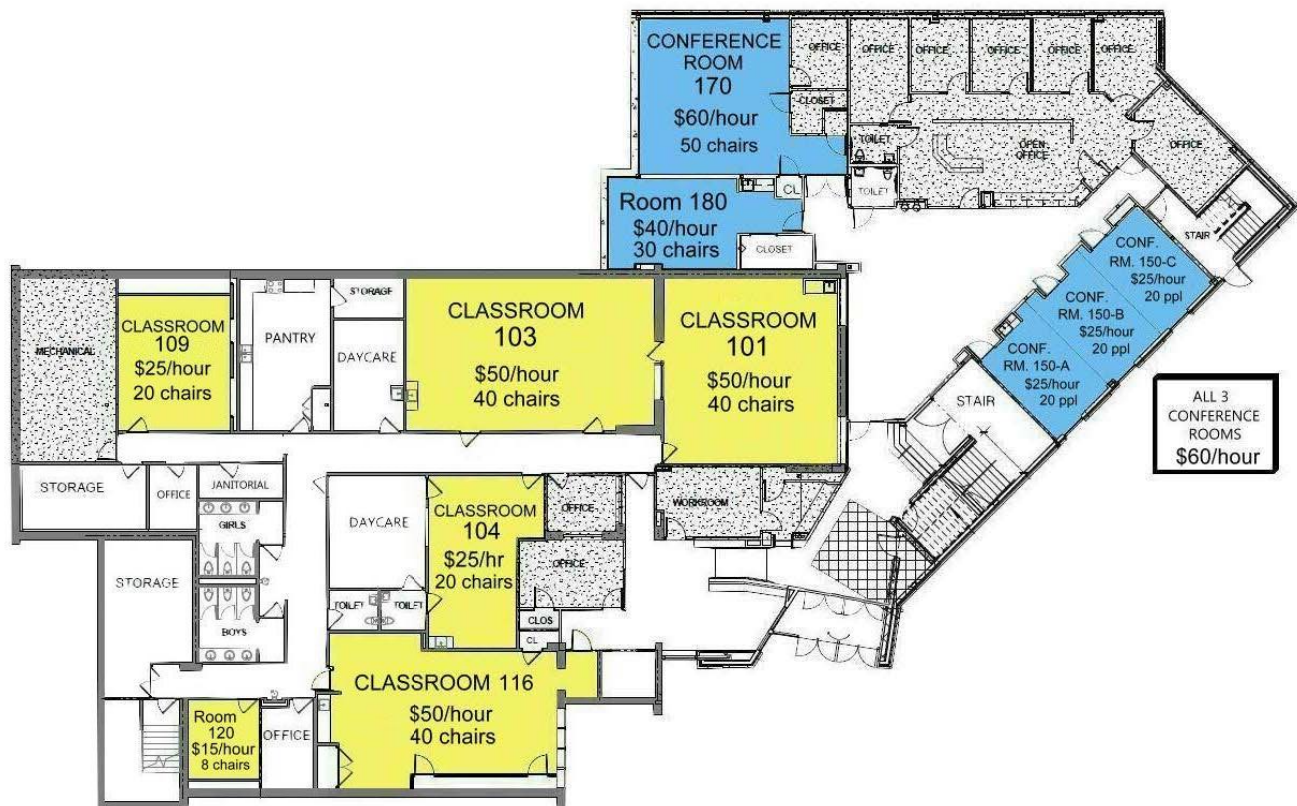 CONFERENCE
ROOM
170
$60/hour
50 chairs
OFFICE
OFFICE
OFFICE
OFFICE
OFFICE
OFFICE
CLOSET
TOILET
OPEN
OFFICE
OFFICE
TOILET
CL
Room 180
$40/hour
30 chairs
CLOSET
STAIR
CONF.
RM. 150-C
$25/hour
20 ppl
CONF.
RM. 150-B
$25/hour
20 ppl
CONF.
RM. 150-A
$25/hour
20 ppl
ALL 3
CONFERENCE
ROOMS
$60/hour
STAIR
MECHANICAL
CLASSROOM
109
$25/hour
20 chairs
PANTRY
STORAGE
DAYCARE
CLASSROOM
103
$50/hour
40 chairs
CLASSROOM
101
$50/hour
40 chairs
STORAGE
OFFICE
JANITORIAL
GIRLS
DAYCARE
CLASSROOM
104
$25/hr
20 chairs
OFFICE
WORKROOM
OFFICE
STORAGE
TOILET
TOILET
BOYS
CLOS
CL
CLASSROOM 116
$50/hour
40 chairs
Room
120
$15/hour
8 chairs
OFFICE